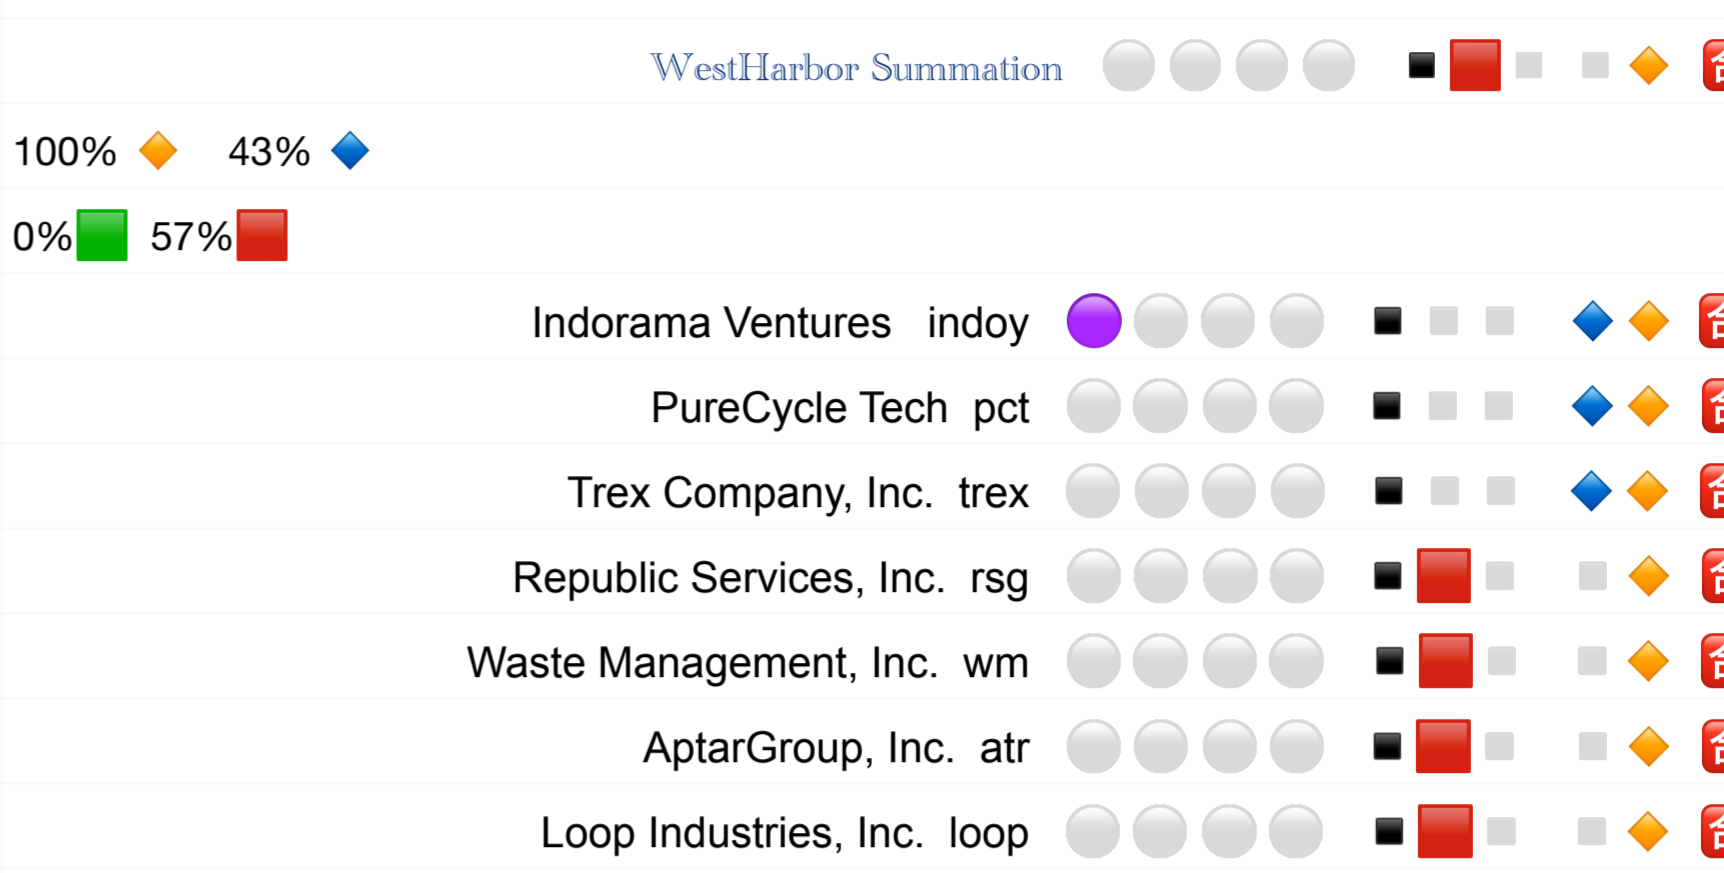 WestHarbor Summation
100% 43%
0% 57%
Indorama Ventures indoy
PureCycle Tech pct
Trex Company, Inc. trex
Republic Services, Inc. rsg
Waste Management, Inc. wm
AptarGroup, Inc. atr
Loop Industries, Inc. loop